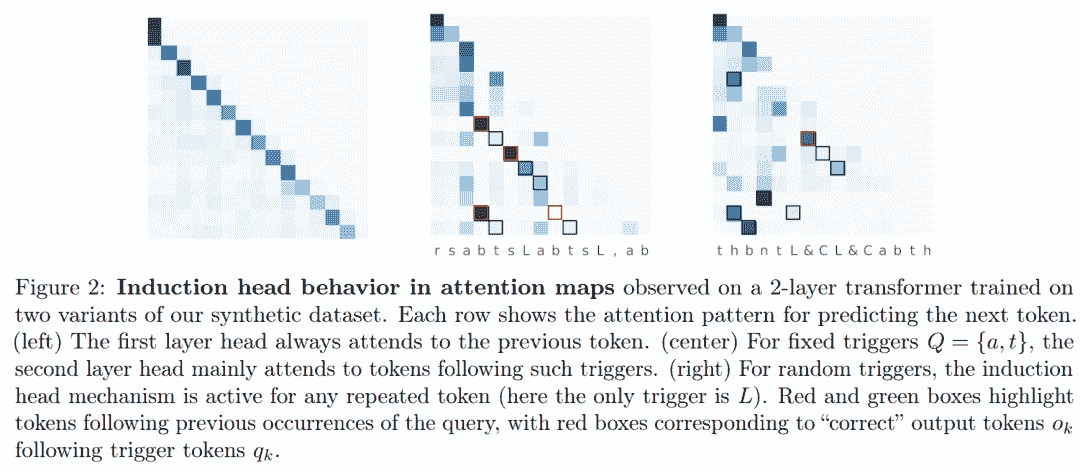 r s a b t s L a b t s L , a b
t h b n t L & C L & C a b t h
Figure 2: Induction head behavior in attention maps observed on a 2-layer transformer trained on
two variants of our synthetic dataset. Each row shows the attention pattern for predicting the next token.
(left) The first layer head always attends to the previous token. (center) For fixed triggers Q = {a, t}, the
second layer head mainly attends to tokens following such triggers. (right) For random triggers, the induction
head mechanism is active for any repeated token (here the only trigger is L). Red and green boxes highlight
tokens following previous occurrences of the query, with red boxes corresponding to “correct” output tokens oₖ
following trigger tokens qₖ.